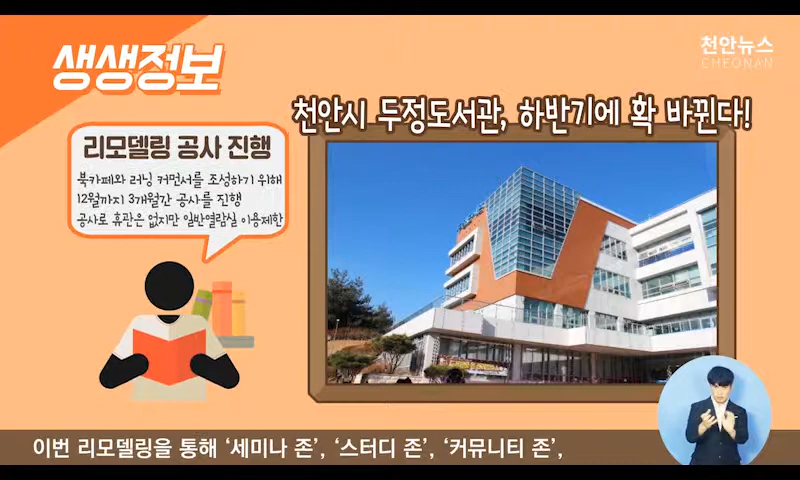 생생정보
천안뉴스
CHEONAN
천안시 두정도서관, 하반기에 확 바뀐다!
리모델링 공사 진행
북카페와 러닝 커먼서를 조성하기 위해
12월까지 3개월간 공사를 진행
공사로 휴관은 없지만 일반열람실 이용제한
이번 리모델링을 통해 ‘세미나 존’, ‘스터디 존’, ‘커뮤니티 존’,